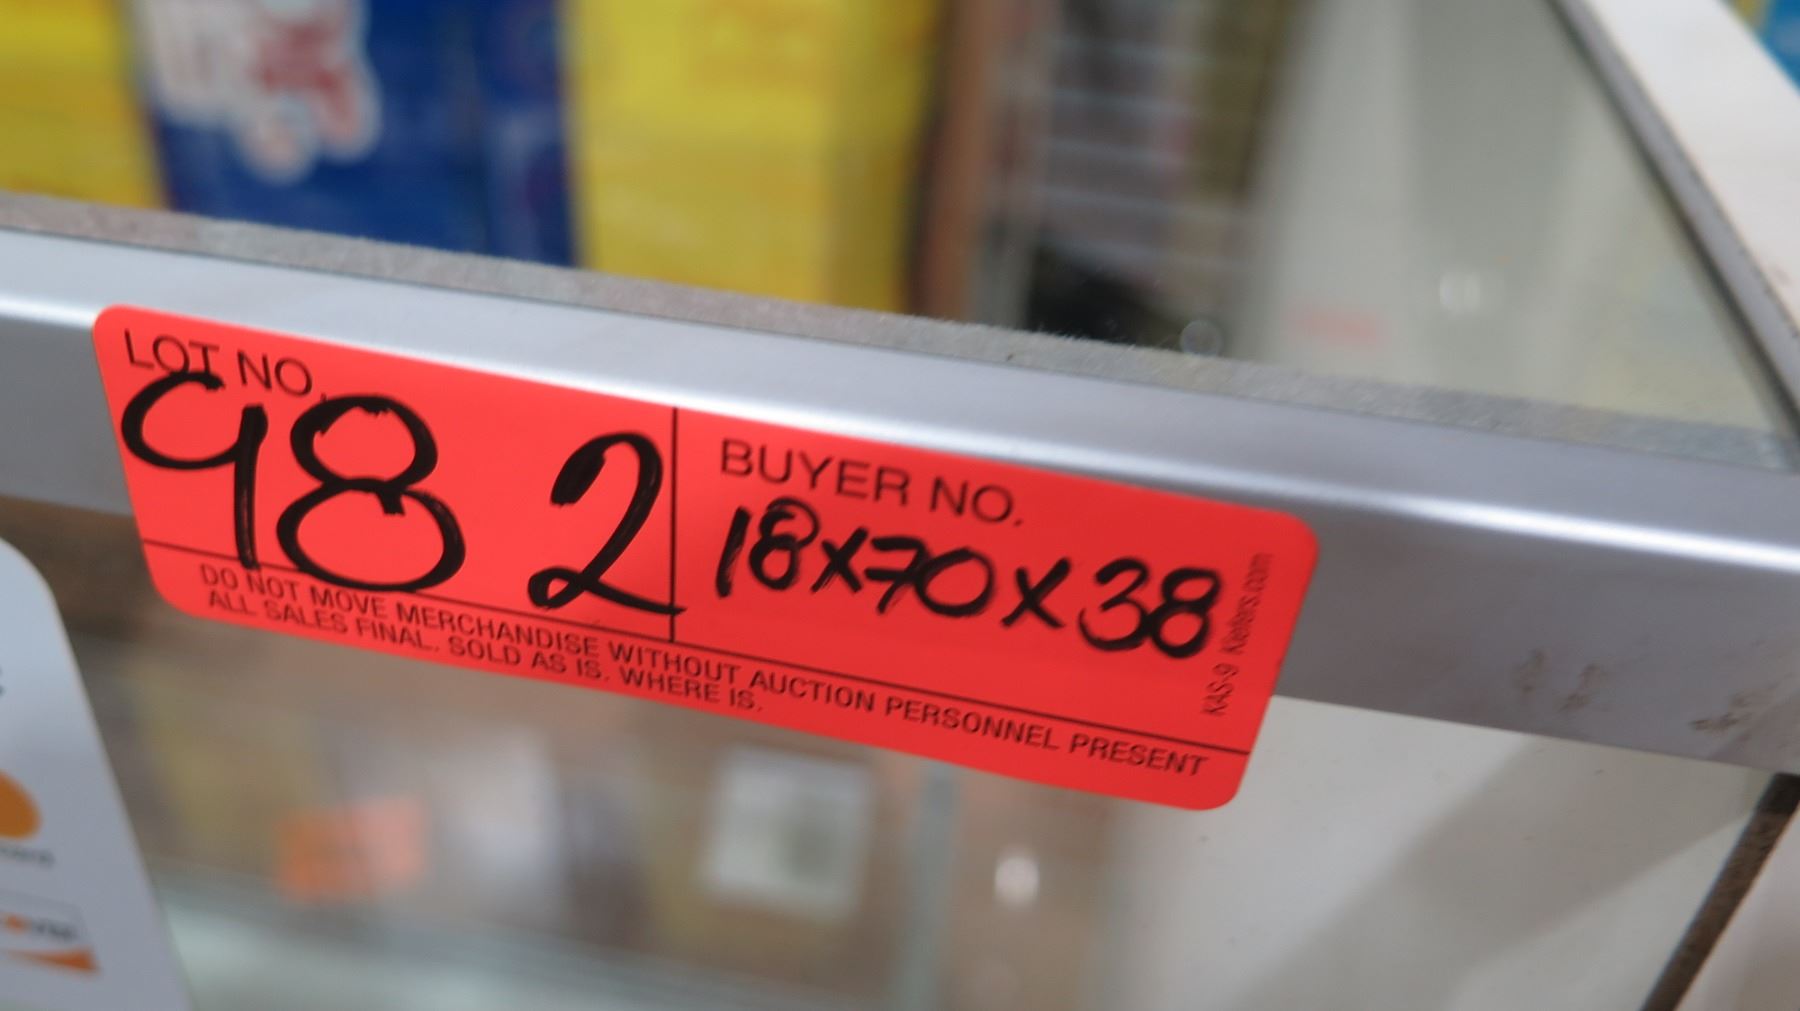 LOT NO.
982
BUYER NO.
18x70x38
DO NOT MOVE MERCHANDISE WITHOUT AUCTION PERSONNEL PRESENT
ALL SALES FINAL. SOLD AS IS. WHERE IS.
KAS-9 Kiefers.com